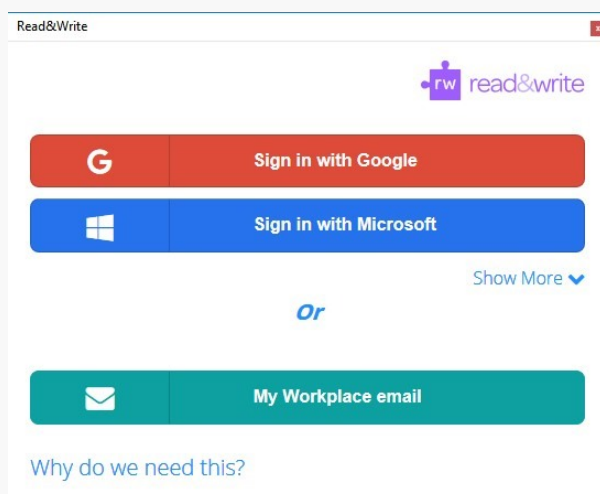 Read&Write
rw read&write
Sign in with Google
Sign in with Microsoft
Show More
Or
My Workplace email
Why do we need this?